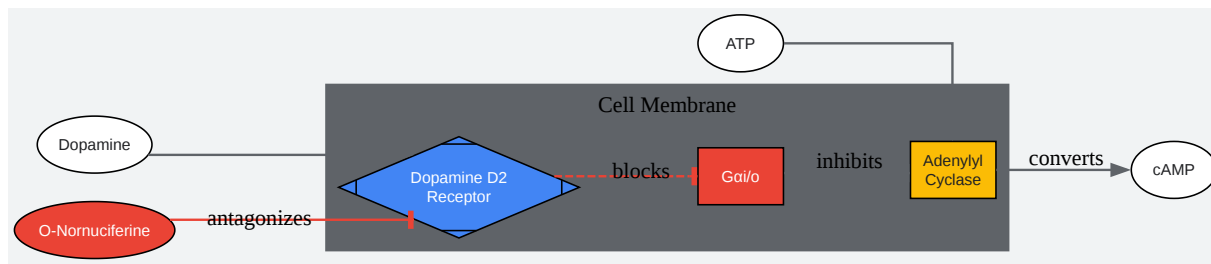 ATP
Cell Membrane
Dopamine
Dopamine D2
Receptor
blocks
Gαi/o
inhibits
Adenylyl
Cyclase
converts
cAMP
O-Nornuciferine
antagonizes